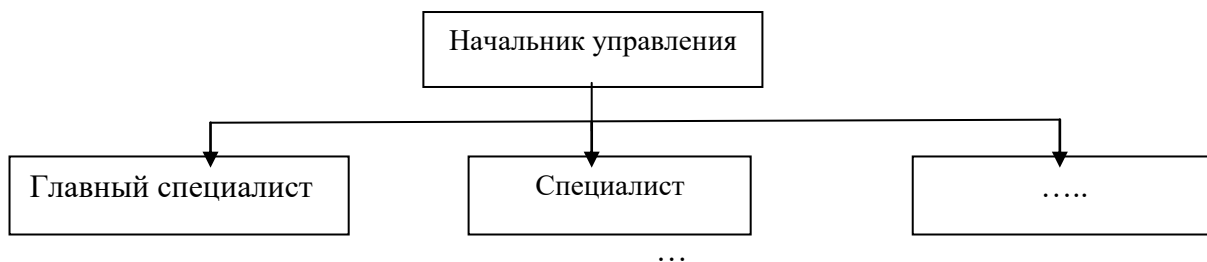 Начальник управления
Главный специалист
Специалист
…..
…